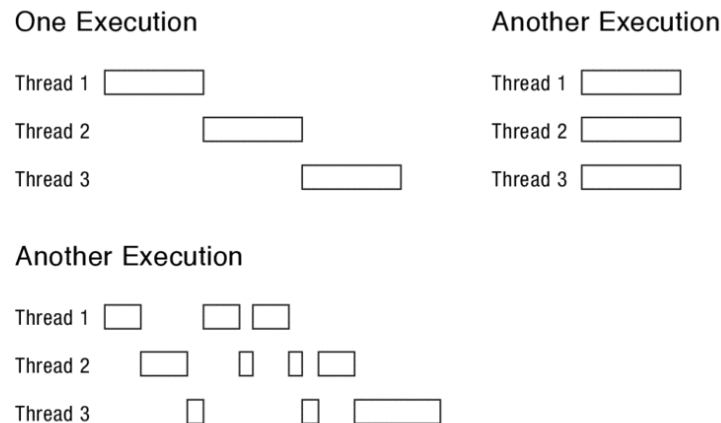 One Execution
Thread 1
Thread 2
Thread 3
Another Execution
Thread 1
Thread 2
Thread 3
Another Execution
Thread 1
Thread 2
Thread 3